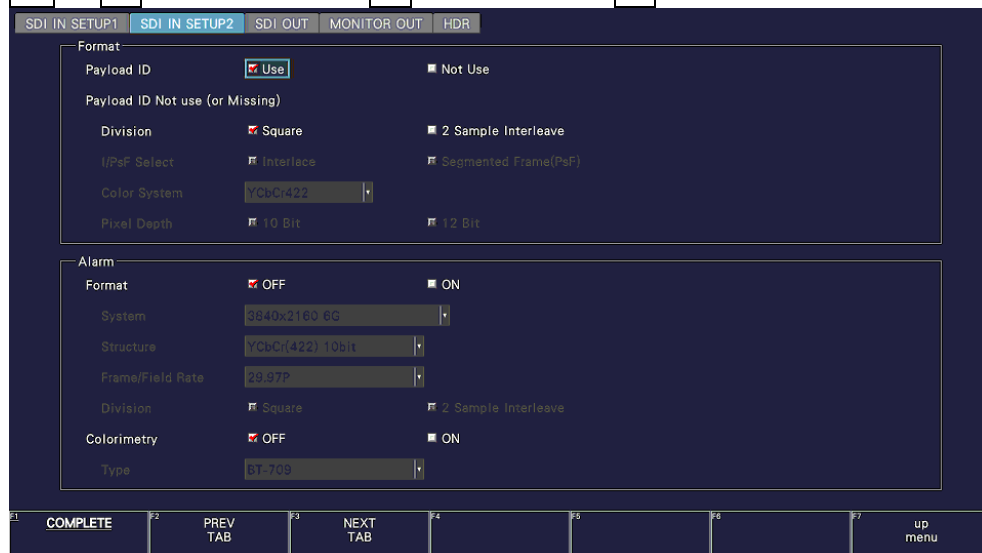 SDI IN SETUP1 SDI IN SETUP2 SDI OUT MONITOR OUT HDR
Format
Payload ID Use Not Use
Payload ID Not use (or Missing)
Division Square 2 Sample Interleave
I/PsF Select Interlace Segmented Frame(PsF)
Color System YCbCr422
Pixel Depth 10 Bit 12 Bit
Alarm
Format OFF ON
System 3840x2160 6G
Structure YCbCr(422) 10bit
Frame/Field Rate 29.97P
Division Square 2 Sample Interleave
Colorimetry OFF ON
Type BT-709
F1 COMPLETE F2 PREV TAB F3 NEXT TAB F4 F5 F6 F7 up menu